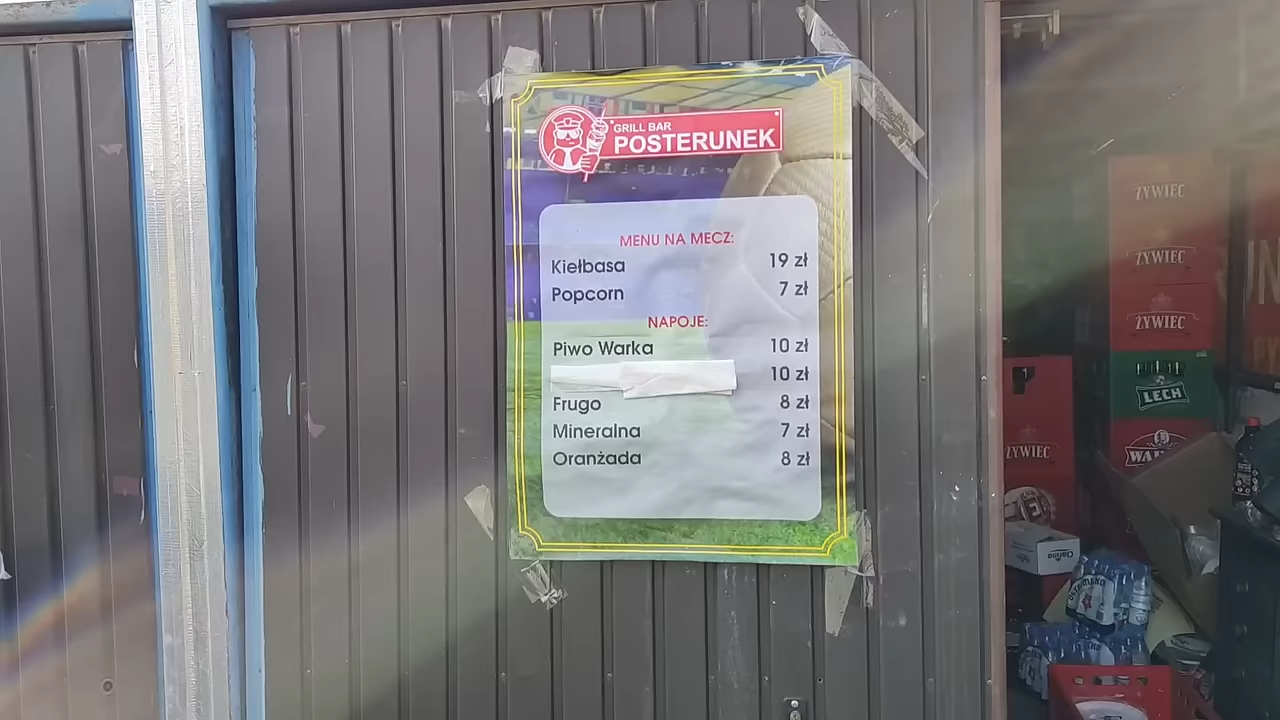 GRILL BAR
POSTERUNEK
MENU NA MECZ:
Kiełbasa 19 zł
Popcorn 7 zł
NAPOJE:
Piwo Warka 10 zł
10 zł
Frugo 8 zł
Mineralna 7 zł
Oranżada 8 zł
ŻYWIEC
ŻYWIEC
ŻYWIEC
LECH
ŻYWIEC